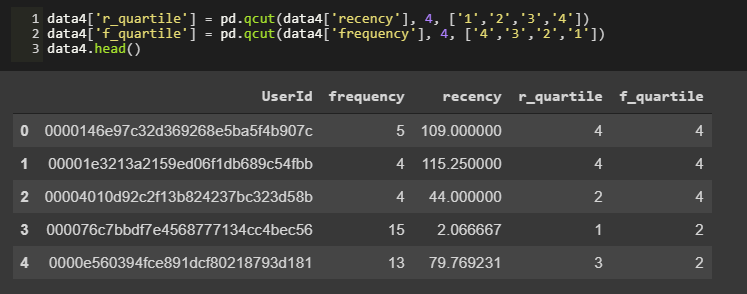 1 data4['r_quartile'] = pd.qcut(data4['recency'], 4, ['1','2','3','4'])
2 data4['f_quartile'] = pd.qcut(data4['frequency'], 4, ['4','3','2','1'])
3 data4.head()
UserId frequency recency r_quartile f_quartile
0 0000146e97c32d369268e5ba5f4b907c 5 109.000000 4 4
1 00001e3213a2159ed06f1db689c54fbb 4 115.250000 4 4
2 00004010d92c2f13b824237bc323d58b 4 44.000000 2 4
3 000076c7bbdf7e4568777134cc4bec56 15 2.066667 1 2
4 0000e560394fce891dcf80218793d181 13 79.769231 3 2